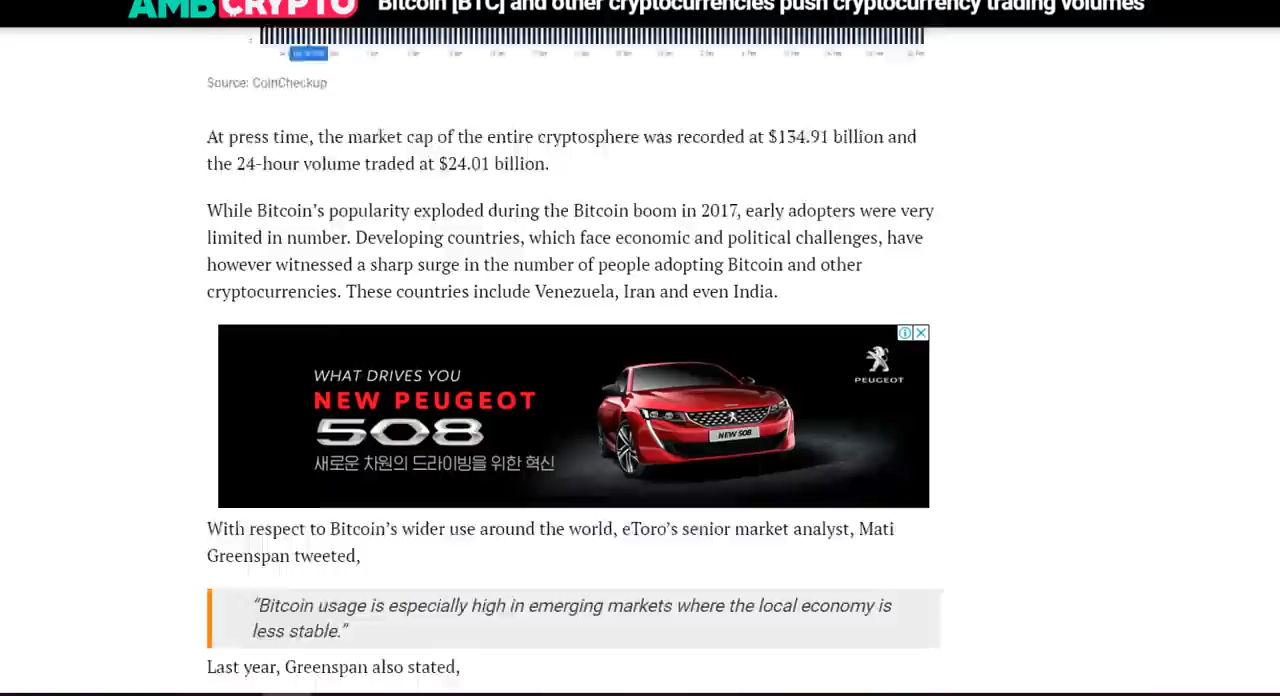 AMBCRYPTO
Bitcoin [BTC] and other cryptocurrencies push cryptocurrency trading volumes
Source: CoinCheckup
At press time, the market cap of the entire cryptosphere was recorded at $134.91 billion and
the 24-hour volume traded at $24.01 billion.
While Bitcoin’s popularity exploded during the Bitcoin boom in 2017, early adopters were very
limited in number. Developing countries, which face economic and political challenges, have
however witnessed a sharp surge in the number of people adopting Bitcoin and other
cryptocurrencies. These countries include Venezuela, Iran and even India.
WHAT DRIVES YOU
NEW PEUGEOT
508
새로운 차원의 드라이빙을 위한 혁신
NEW 508
PEUGEOT
With respect to Bitcoin’s wider use around the world, eToro’s senior market analyst, Mati
Greenspan tweeted,
“Bitcoin usage is especially high in emerging markets where the local economy is
less stable.”
Last year, Greenspan also stated,